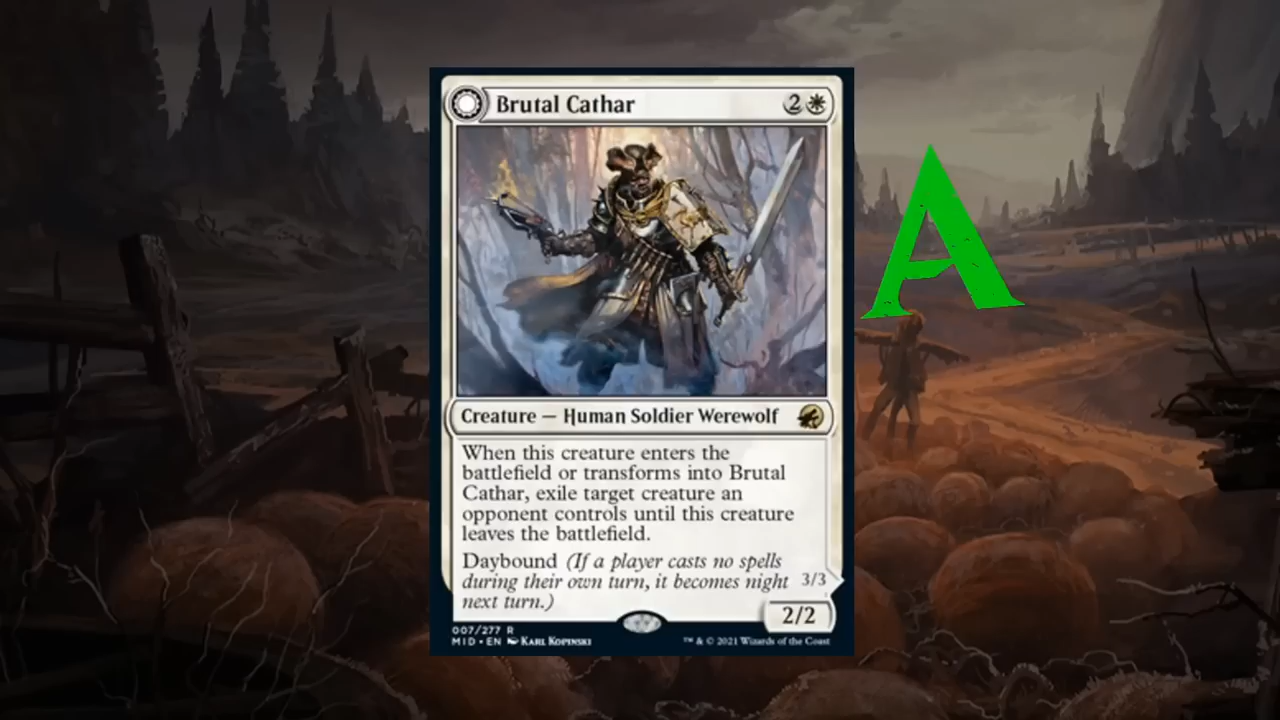 Brutal Cathar
2
A
Creature — Human Soldier Werewolf
When this creature enters the
battlefield or transforms into Brutal
Cathar, exile target creature an
opponent controls until this creature
leaves the battlefield.
Daybound (If a player casts no spells
during their own turn, it becomes night
next turn.)
3/3
2/2
007/277 R
MID • EN KARL KOPINSKI
™ & © 2021 Wizards of the Coast